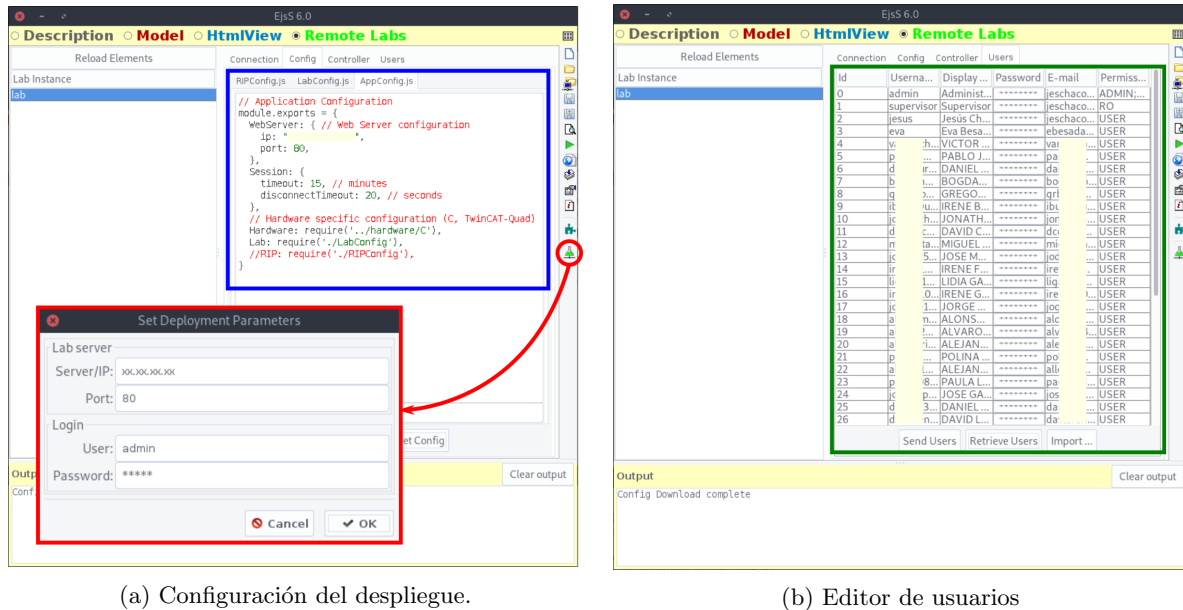 EjsS 6.0
Description Model HtmlView Remote Labs
Reload Elements
Lab Instance
lab
Connection Config Controller Users
RIPConfig.js LabConfig.js AppConfig.js
// Application Configuration
module.exports = {
WebServer: { // Web Server configuration
ip: " ",
port: 80,
},
Session: {
timeout: 15, // minutes
disconnectTimeout: 20, // seconds
},
// Hardware specific configuration (C, TwinCAT-Quad)
Hardware: require('../hardware/C'),
Lab: require('./LabConfig'),
//RIP: require('./RIPConfig'),
}
et Config
Outp
Clear output
Conf
Set Deployment Parameters
Lab server
Server/IP: xx.xx.xx.xx
Port: 80
Login
User: admin
Password: *****
Cancel OK
(a) Configuración del despliegue.
EjsS 6.0
Description Model HtmlView Remote Labs
Reload Elements
Lab Instance
lab
Connection Config Controller Users
Id Userna... Display ... Password E-mail Permiss...
0 admin Administ... ******** jeschaco... ADMIN;...
1 supervisor Supervisor ******** jeschaco... RO
2 jesus Jesús Ch... ******** jeschaco... USER
3 eva Eva Besa... ******** ebesada... USER
4 VICTOR ... ******** USER
5 PABLO J... ******** USER
6 DANIEL ... ******** USER
7 BOGDA... ******** USER
8 GREGO... ******** USER
9 IRENE B... ******** USER
10 JONATH... ******** USER
11 DAVID C... ******** USER
12 MIGUEL ... ******** USER
13 JOSE M... ******** USER
14 IRENE F... ******** USER
15 LIDIA GA... ******** USER
16 IRENE G... ******** USER
17 JORGE ... ******** USER
18 ALONS... ******** USER
19 ALVARO... ******** USER
20 ALEJAN... ******** USER
21 POLINA ... ******** USER
22 ALEJAN... ******** USER
23 PAULA L... ******** USER
24 JOSE GA... ******** USER
25 DANIEL ... ******** USER
26 DAVID L... ******** USER
Send Users Retrieve Users Import ...
Output
Clear output
Config Download complete
(b) Editor de usuarios